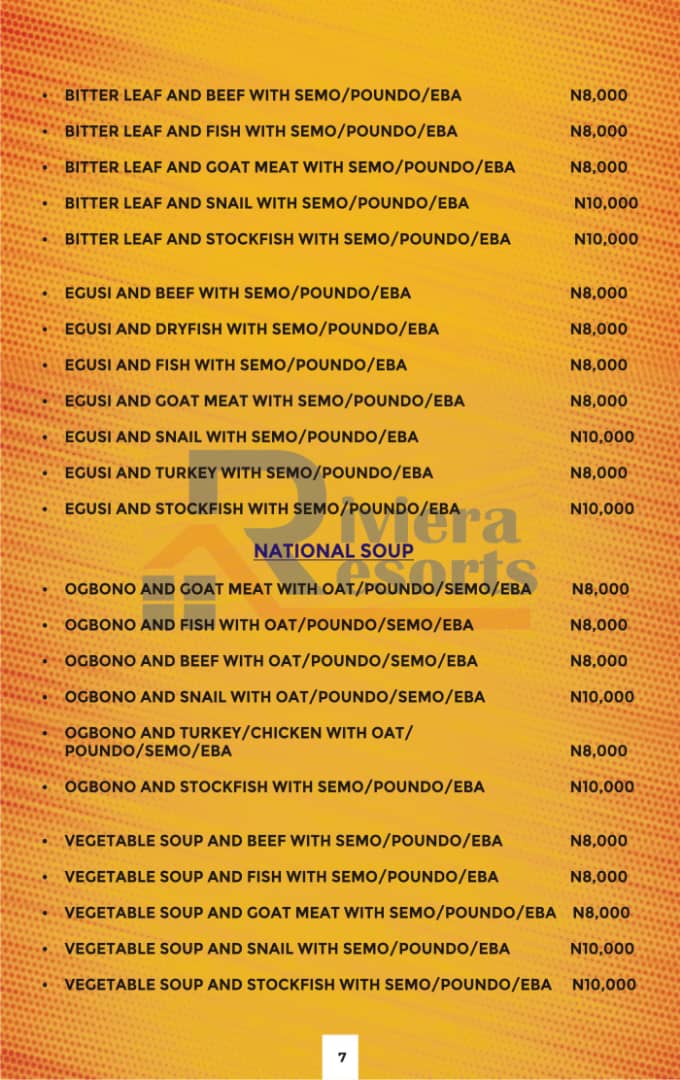 • BITTER LEAF AND BEEF WITH SEMO/POUNDO/EBA N8,000
• BITTER LEAF AND FISH WITH SEMO/POUNDO/EBA N8,000
• BITTER LEAF AND GOAT MEAT WITH SEMO/POUNDO/EBA N8,000
• BITTER LEAF AND SNAIL WITH SEMO/POUNDO/EBA N10,000
• BITTER LEAF AND STOCKFISH WITH SEMO/POUNDO/EBA N10,000
• EGUSI AND BEEF WITH SEMO/POUNDO/EBA N8,000
• EGUSI AND DRYFISH WITH SEMO/POUNDO/EBA N8,000
• EGUSI AND FISH WITH SEMO/POUNDO/EBA N8,000
• EGUSI AND GOAT MEAT WITH SEMO/POUNDO/EBA N8,000
• EGUSI AND SNAIL WITH SEMO/POUNDO/EBA N10,000
• EGUSI AND TURKEY WITH SEMO/POUNDO/EBA N8,000
• EGUSI AND STOCKFISH WITH SEMO/POUNDO/EBA N10,000
Riviera
Resorts
NATIONAL SOUP
• OGBONO AND GOAT MEAT WITH OAT/POUNDO/SEMO/EBA N8,000
• OGBONO AND FISH WITH OAT/POUNDO/SEMO/EBA N8,000
• OGBONO AND BEEF WITH OAT/POUNDO/SEMO/EBA N8,000
• OGBONO AND SNAIL WITH OAT/POUNDO/SEMO/EBA N10,000
• OGBONO AND TURKEY/CHICKEN WITH OAT/
POUNDO/SEMO/EBA N8,000
• OGBONO AND STOCKFISH WITH SEMO/POUNDO/EBA N10,000
• VEGETABLE SOUP AND BEEF WITH SEMO/POUNDO/EBA N8,000
• VEGETABLE SOUP AND FISH WITH SEMO/POUNDO/EBA N8,000
• VEGETABLE SOUP AND GOAT MEAT WITH SEMO/POUNDO/EBA N8,000
• VEGETABLE SOUP AND SNAIL WITH SEMO/POUNDO/EBA N10,000
• VEGETABLE SOUP AND STOCKFISH WITH SEMO/POUNDO/EBA N10,000
7